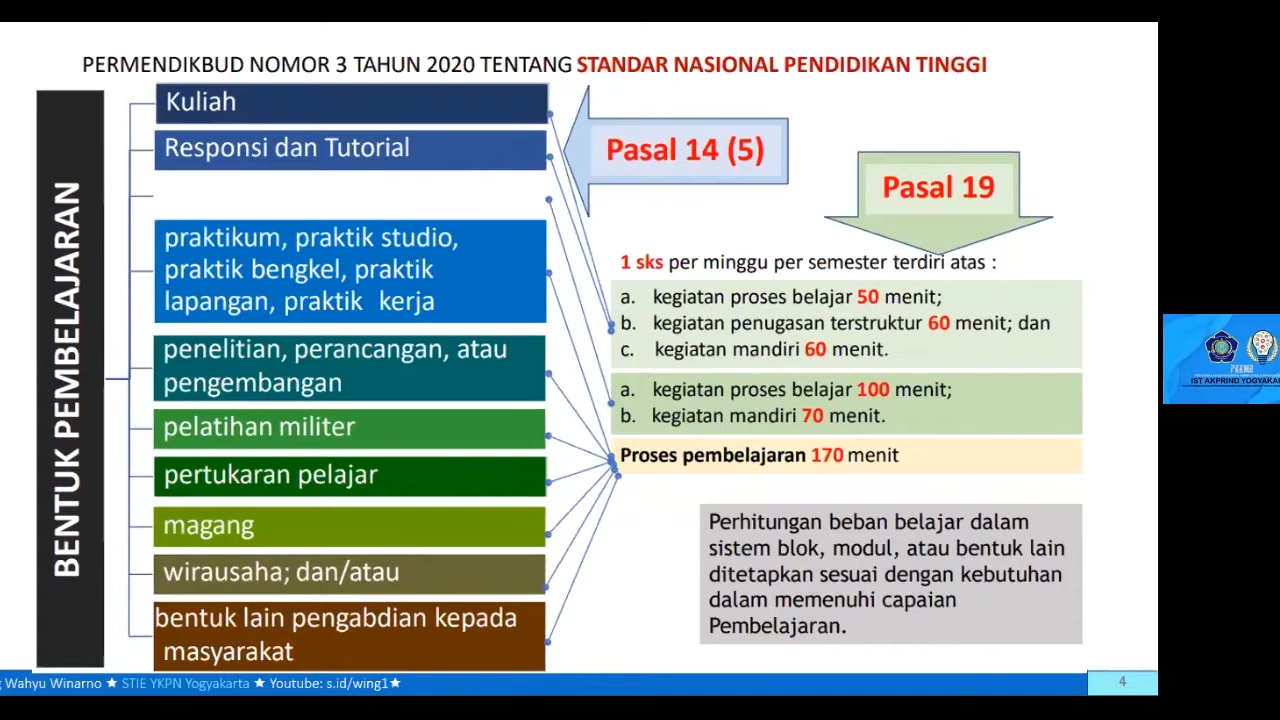 PERMENDIKBUD NOMOR 3 TAHUN 2020 TENTANG STANDAR NASIONAL PENDIDIKAN TINGGI
BENTUK PEMBELAJARAN
Kuliah
Responsi dan Tutorial
praktikum, praktik studio,
praktik bengkel, praktik
lapangan, praktik kerja
penelitian, perancangan, atau
pengembangan
pelatihan militer
pertukaran pelajar
magang
wirausaha; dan/atau
bentuk lain pengabdian kepada
masyarakat
Pasal 14 (5)
Pasal 19
1 sks per minggu per semester terdiri atas :
a. kegiatan proses belajar 50 menit;
b. kegiatan penugasan terstruktur 60 menit; dan
c. kegiatan mandiri 60 menit.
a. kegiatan proses belajar 100 menit;
b. kegiatan mandiri 70 menit.
Proses pembelajaran 170 menit
Perhitungan beban belajar dalam
sistem blok, modul, atau bentuk lain
ditetapkan sesuai dengan kebutuhan
dalam memenuhi capaian
Pembelajaran.
g Wahyu Winarno ★ STIE YKPN Yogyakarta ★ Youtube: s.id/wing1★
4
PKKMB
IST AKPRIND YOGYAKA